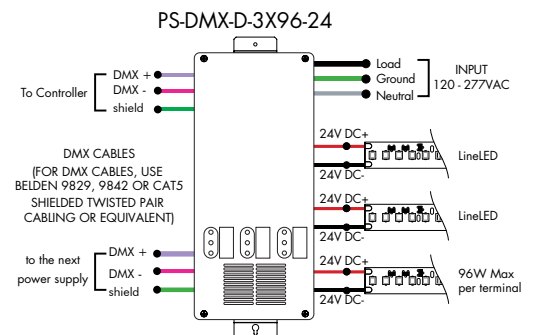 PS-DMX-D-3X96-24
To Controller
DMX +
DMX -
shield
Load
Ground
Neutral
INPUT
120 - 277VAC
DMX CABLES
(FOR DMX CABLES, USE
BELDEN 9829, 9842 OR CAT5
SHIELDED TWISTED PAIR
CABLING OR EQUIVALENT)
24V DC+
24V DC-
LineLED
24V DC+
24V DC-
LineLED
to the next
power supply
DMX +
DMX -
shield
24V DC+
24V DC-
96W Max
per terminal